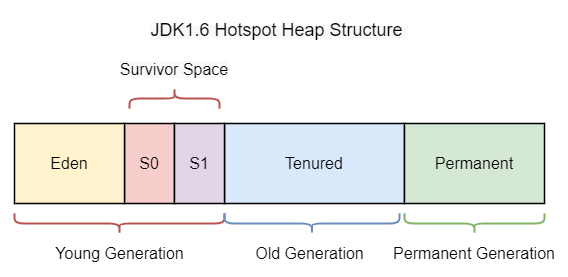 JDK1.6 Hotspot Heap Structure
Survivor Space
Eden
S0
S1
Tenured
Permanent
Young Generation
Old Generation
Permanent Generation